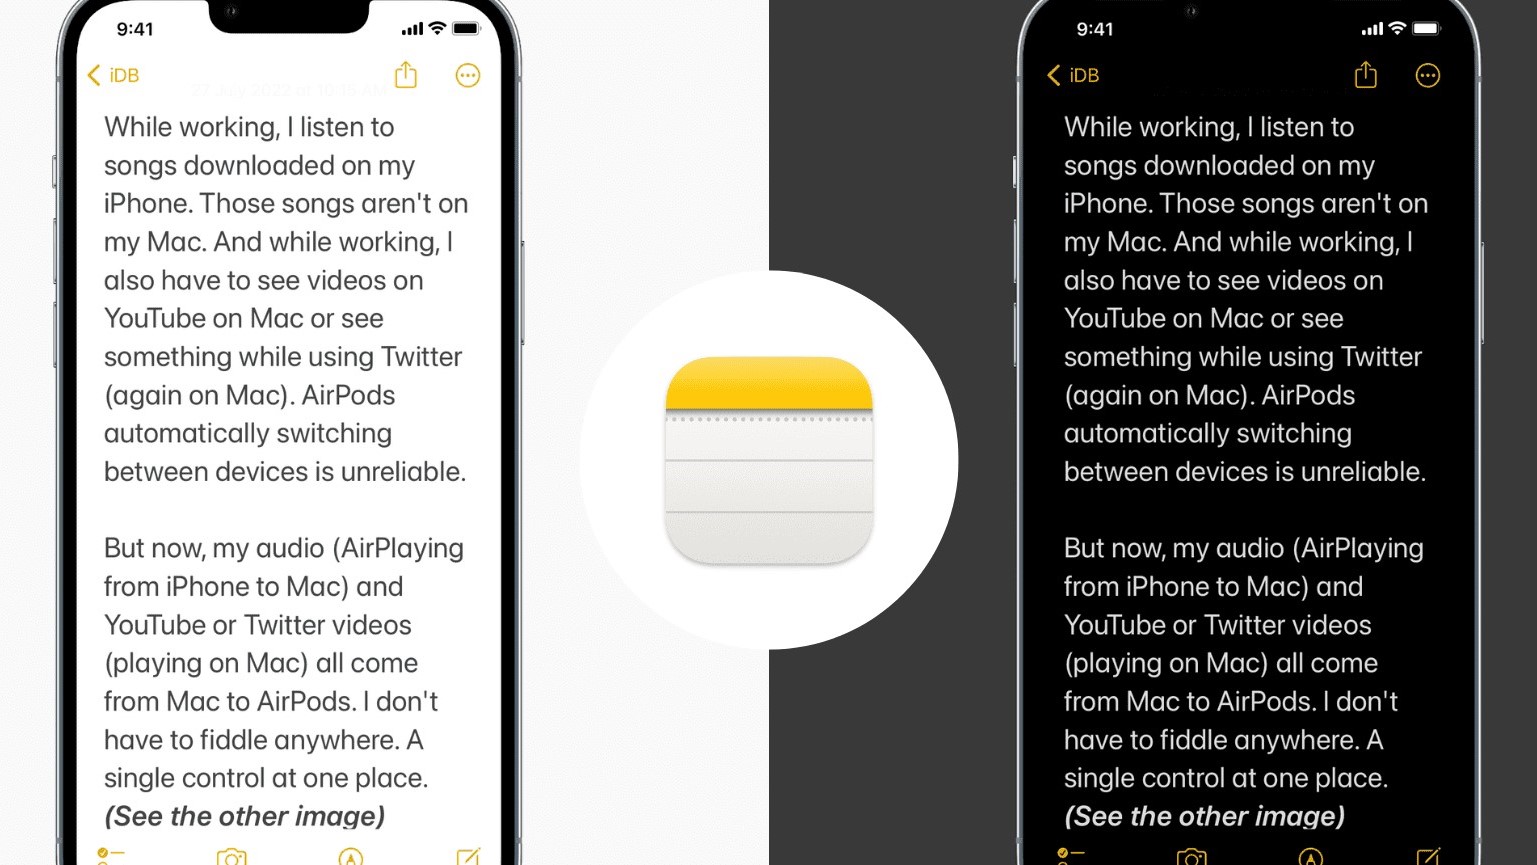 9:41
iDB
27 July 2022 at 10:46 AM
While working, I listen to
songs downloaded on my
iPhone. Those songs aren't on
my Mac. And while working, I
also have to see videos on
YouTube on Mac or see
something while using Twitter
(again on Mac). AirPods
automatically switching
between devices is unreliable.
But now, my audio (AirPlaying
from iPhone to Mac) and
YouTube or Twitter videos
(playing on Mac) all come
from Mac to AirPods. I don't
have to fiddle anywhere. A
single control at one place.
(See the other image)
9:41
iDB
While working, I listen to
songs downloaded on my
iPhone. Those songs aren't on
my Mac. And while working, I
also have to see videos on
YouTube on Mac or see
something while using Twitter
(again on Mac). AirPods
automatically switching
between devices is unreliable.
But now, my audio (AirPlaying
from iPhone to Mac) and
YouTube or Twitter videos
(playing on Mac) all come
from Mac to AirPods. I don't
have to fiddle anywhere. A
single control at one place.
(See the other image)